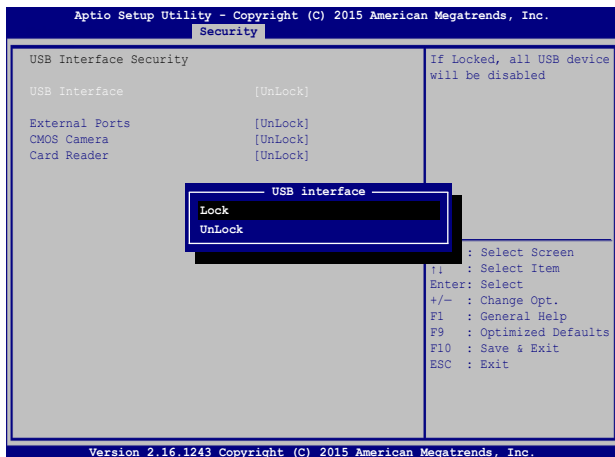 Aptio Setup Utility - Copyright (C) 2015 American Megatrends, Inc.
Security
USB Interface Security
USB Interface [UnLock]
External Ports [UnLock]
CMOS Camera [UnLock]
Card Reader [UnLock]
USB interface
Lock
UnLock
If Locked, all USB device
will be disabled
: Select Screen
↑↓ : Select Item
Enter: Select
+/— : Change Opt.
F1 : General Help
F9 : Optimized Defaults
F10 : Save & Exit
ESC : Exit
Version 2.16.1243 Copyright (C) 2015 American Megatrends, Inc.